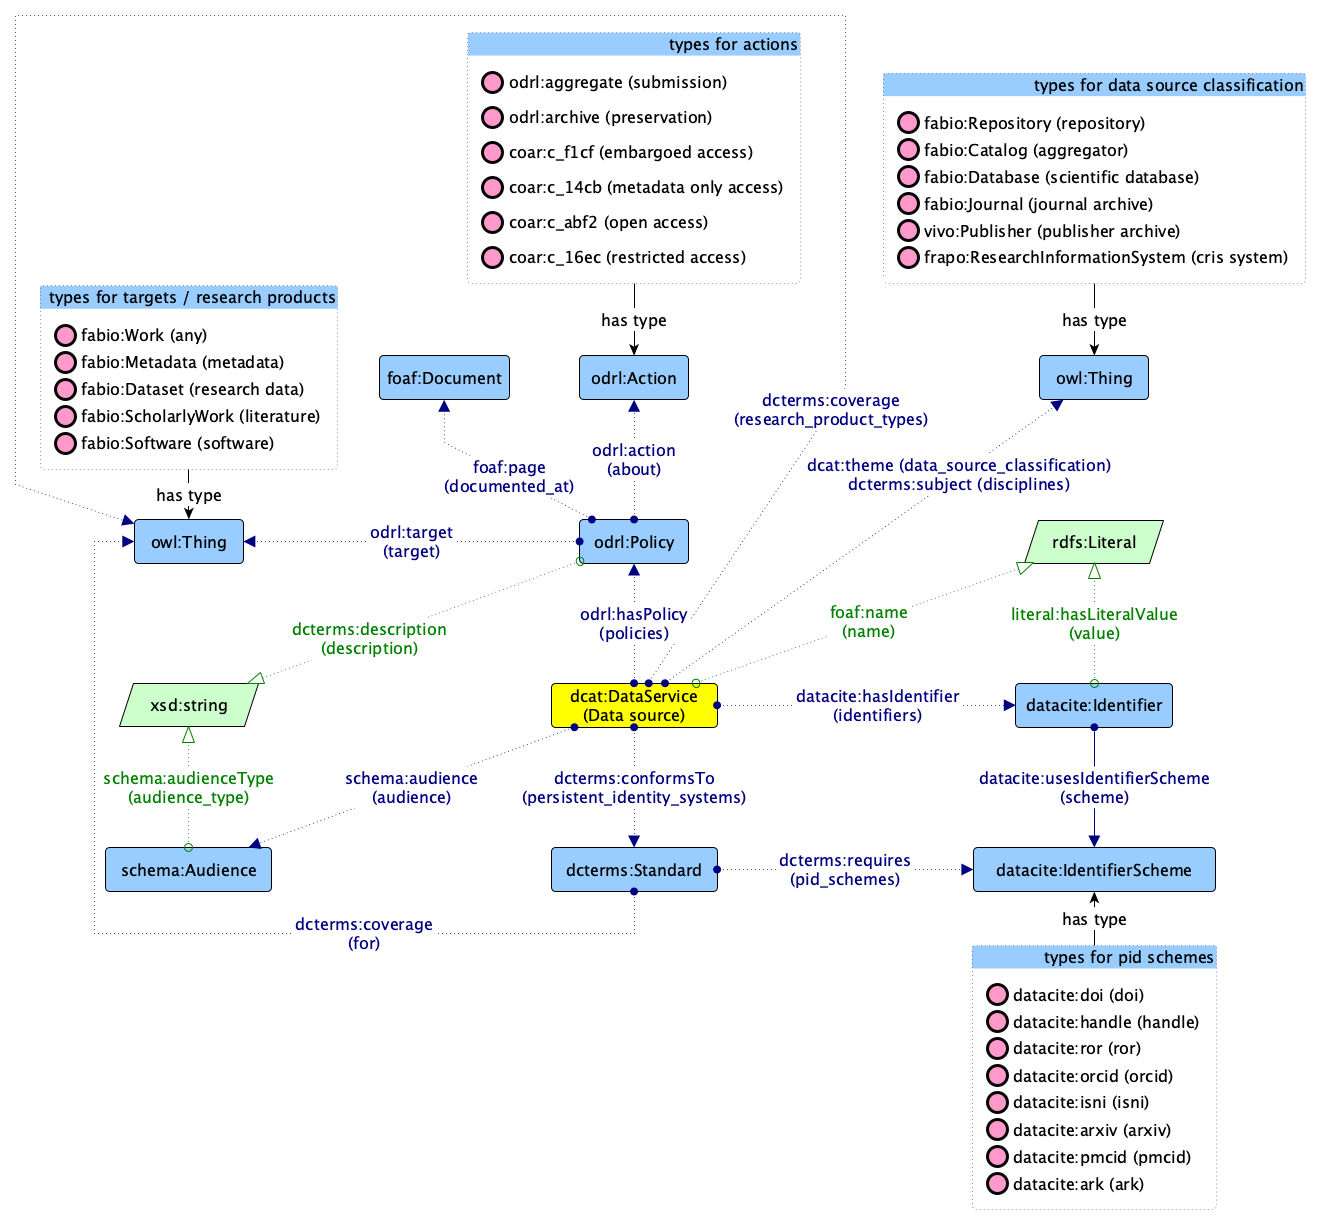 types for actions
odrl:aggregate (submission)
odrl:archive (preservation)
coar:c_f1cf (embargoed access)
coar:c_14cb (metadata only access)
coar:c_abf2 (open access)
coar:c_16ec (restricted access)
has type
types for data source classification
fabio:Repository (repository)
fabio:Catalog (aggregator)
fabio:Database (scientific database)
fabio:Journal (journal archive)
vivo:Publisher (publisher archive)
frapo:ResearchInformationSystem (cris system)
has type
types for targets / research products
fabio:Work (any)
fabio:Metadata (metadata)
fabio:Dataset (research data)
fabio:ScholarlyWork (literature)
fabio:Software (software)
has type
foaf:Document
odrl:Action
owl:Thing
dcterms:coverage
(research_product_types)
odrl:action
(about)
foaf:page
(documented_at)
dcat:theme (data_source_classification)
dcterms:subject (disciplines)
owl:Thing
odrl:target
(target)
odrl:Policy
rdfs:Literal
dcterms:description
(description)
odrl:hasPolicy
(policies)
foaf:name
(name)
literal:hasLiteralValue
(value)
xsd:string
dcat:DataService
(Data source)
datacite:hasIdentifier
(identifiers)
datacite:Identifier
schema:audienceType
(audience_type)
schema:audience
(audience)
dcterms:conformsTo
(persistent_identity_systems)
datacite:usesIdentifierScheme
(scheme)
schema:Audience
dcterms:Standard
dcterms:requires
(pid_schemes)
datacite:IdentifierScheme
dcterms:coverage
(for)
has type
types for pid schemes
datacite:doi (doi)
datacite:handle (handle)
datacite:ror (ror)
datacite:orcid (orcid)
datacite:isni (isni)
datacite:arxiv (arxiv)
datacite:pmcid (pmcid)
datacite:ark (ark)